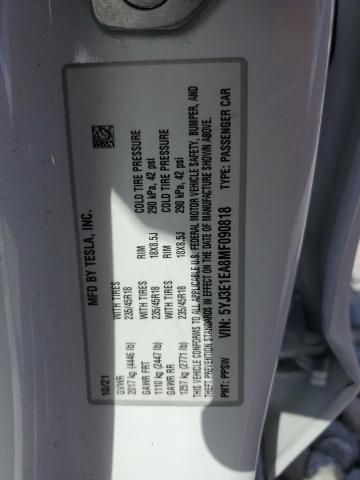 MFD BY TESLA, INC.
10/21
GVWR
2017 kg (4446 lb)
GAWR FRT
1110 kg (2447 lb)
WITH TIRES
235/45R18
RIM
18X8.5J
COLD TIRE PRESSURE
290 kPa, 42 psi
GAWR RR
1257 kg (2771 lb)
WITH TIRES
235/45R18
RIM
18X8.5J
COLD TIRE PRESSURE
290 kPa, 42 psi
THIS VEHICLE CONFORMS TO ALL APPLICABLE U.S. FEDERAL MOTOR VEHICLE SAFETY, BUMPER, AND
THEFT PREVENTION STANDARDS IN EFFECT ON THE DATE OF MANUFACTURE SHOWN ABOVE.
VIN: 5YJ3E1EA8MF090818
TYPE: PASSENGER CAR
PNT: PPSW